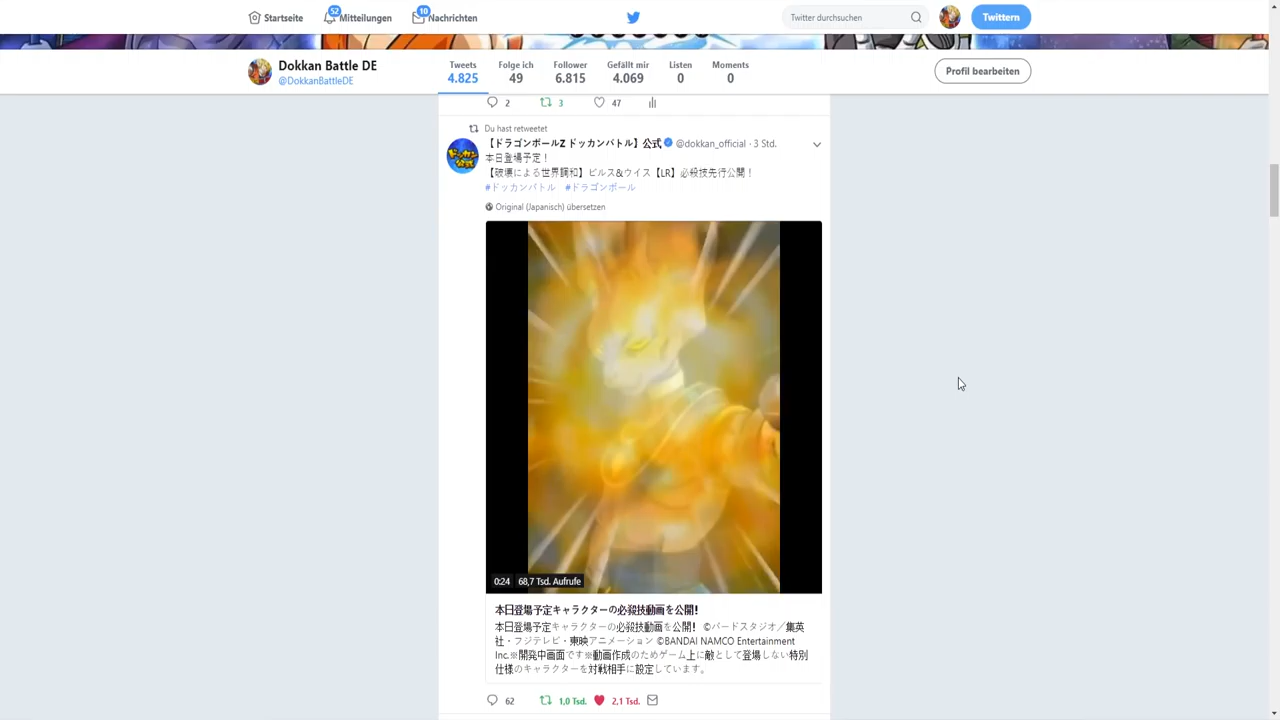 Startseite
52
Mitteilungen
10
Nachrichten
Twitter durchsuchen
Twittern
Dokkan Battle DE
@DokkanBattleDE
Tweets
4.825
Folge ich
49
Follower
6.815
Gefällt mir
4.069
Listen
0
Moments
0
Profil bearbeiten
2 3 47
Du hast retweetet
【ドラゴンボールZ ドッカンバトル】公式 @dokkan_official · 3 Std.
本日登場予定！
【破壊による世界調和】ビルス&ウイス【LR】必殺技先行公開！
#ドッカンバトル #ドラゴンボール
Original (Japanisch) übersetzen
0:24 68,7 Tsd. Aufrufe
本日登場予定キャラクターの必殺技動画を公開！
本日登場予定キャラクターの必殺技動画を公開！ ©バードスタジオ／集英
社・フジテレビ・東映アニメーション ©BANDAI NAMCO Entertainment
Inc.※開発中画面です※動画作成のためゲーム上に敵として登場しない特別
仕様のキャラクターを対戦相手に設定しています。
62 1,0 Tsd. 2,1 Tsd.